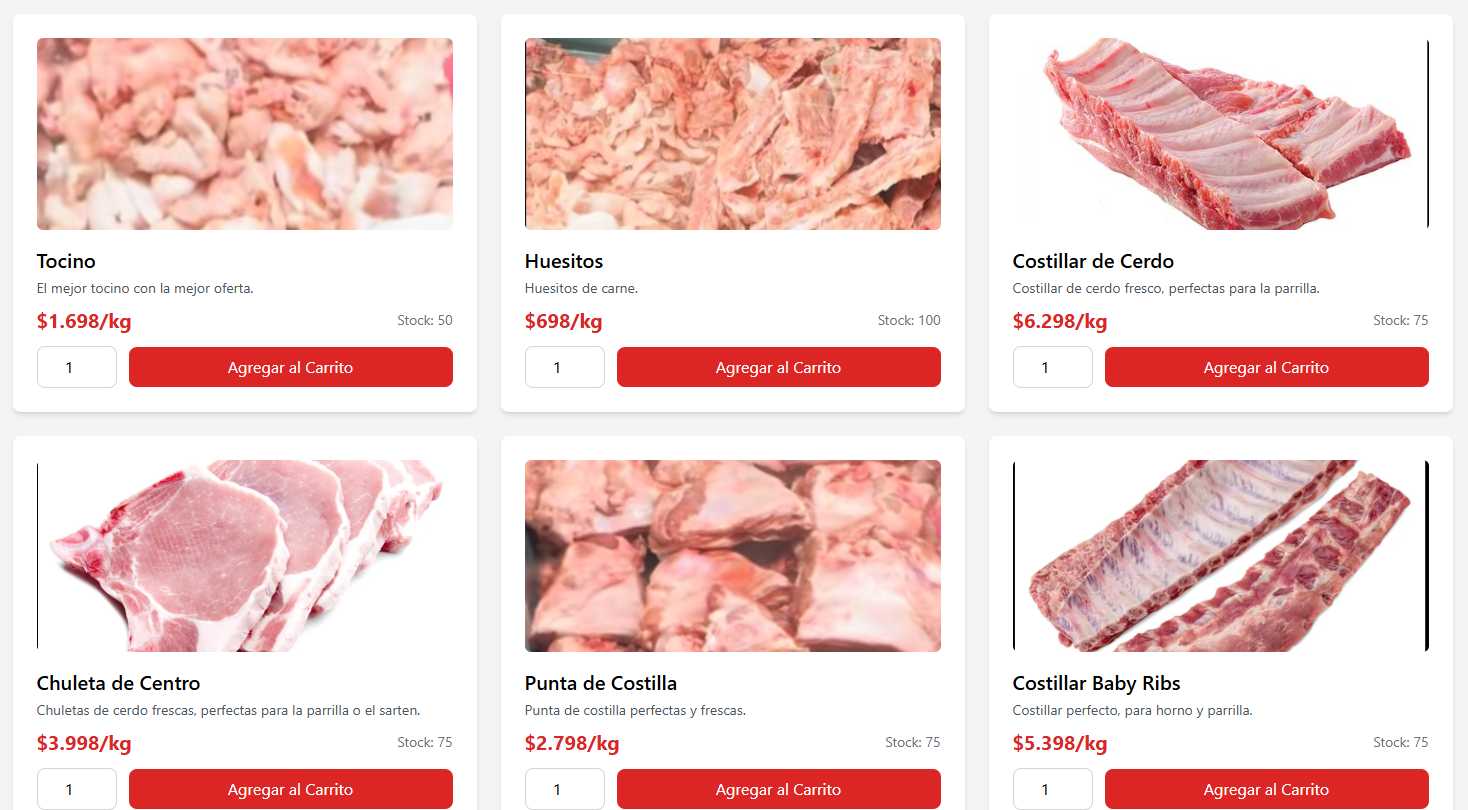 Tocino
El mejor tocino con la mejor oferta.
$1.698/kg
Stock: 50
1
Agregar al Carrito
Huesitos
Huesitos de carne.
$698/kg
Stock: 100
1
Agregar al Carrito
Costillar de Cerdo
Costillar de cerdo fresco, perfectas para la parrilla.
$6.298/kg
Stock: 75
1
Agregar al Carrito
Chuleta de Centro
Chuletas de cerdo frescas, perfectas para la parrilla o el sarten.
$3.998/kg
Stock: 75
1
Agregar al Carrito
Punta de Costilla
Punta de costilla perfectas y frescas.
$2.798/kg
Stock: 75
1
Agregar al Carrito
Costillar Baby Ribs
Costillar perfecto, para horno y parrilla.
$5.398/kg
Stock: 75
1
Agregar al Carrito